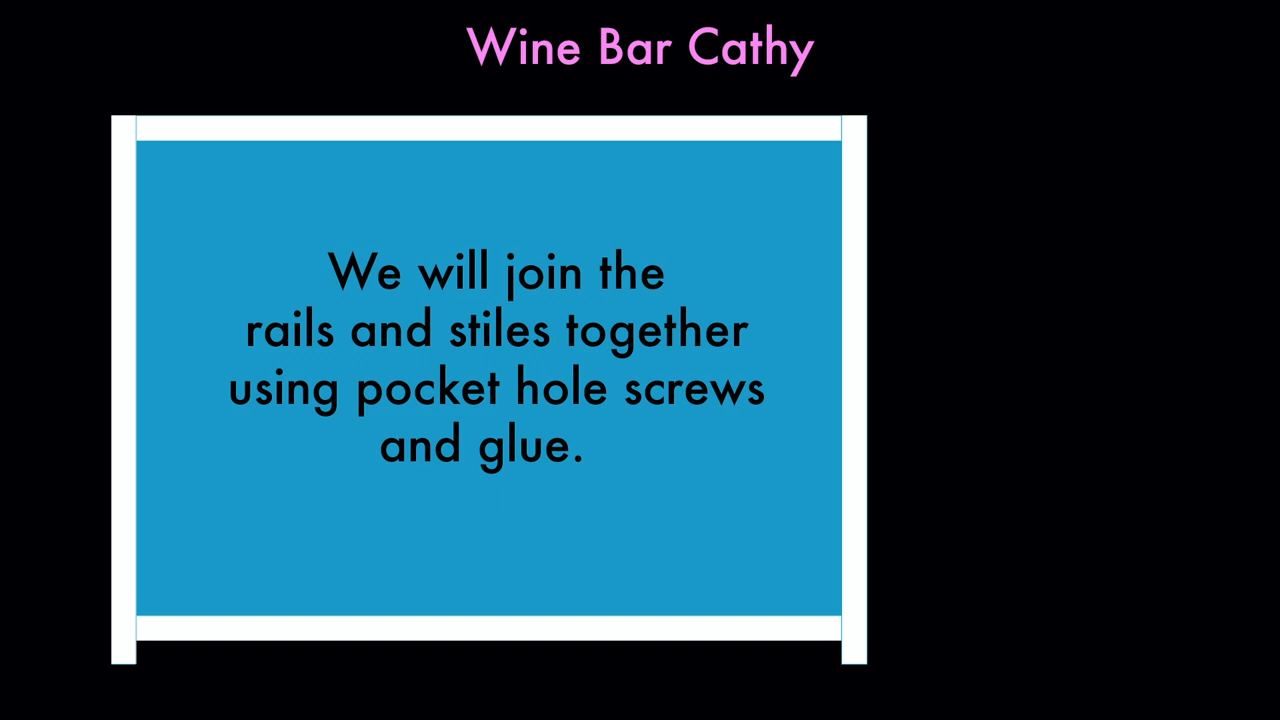 Wine Bar Cathy
We will join the
rails and stiles together
using pocket hole screws
and glue.